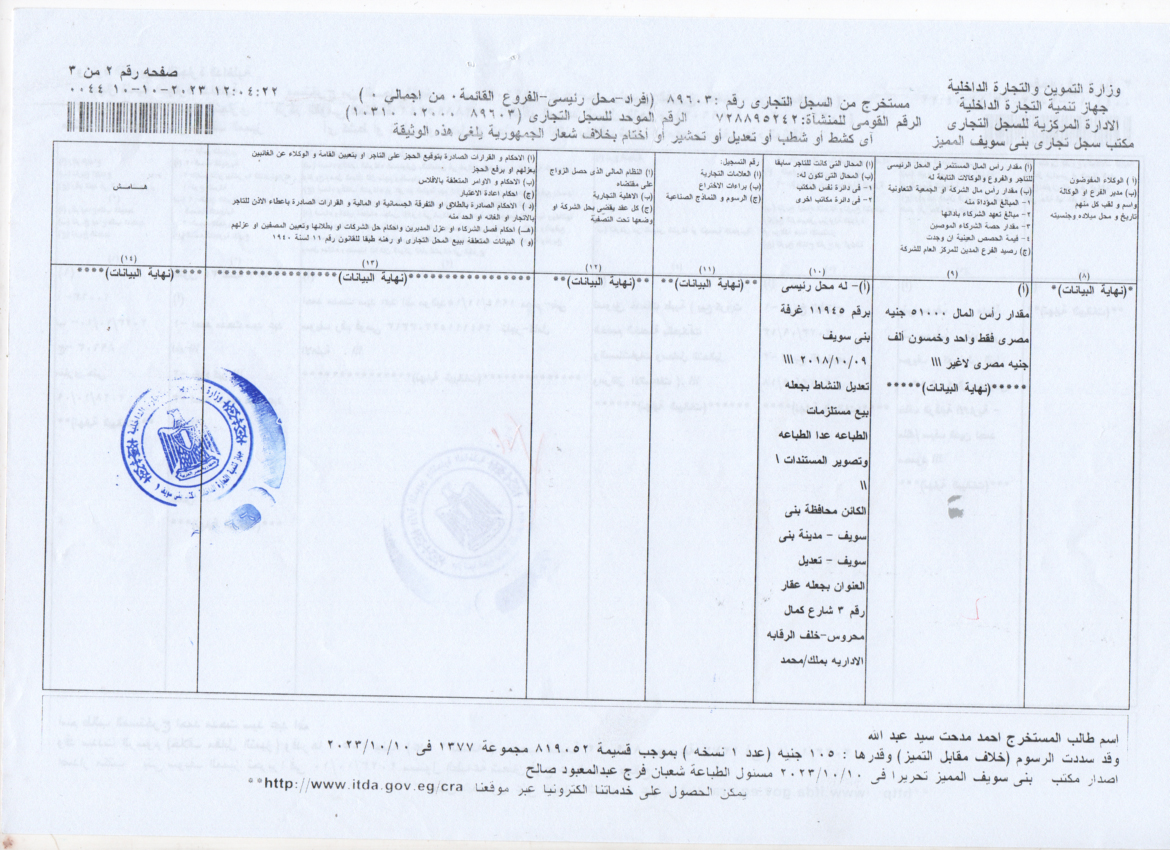 وزارة التموين والتجارة الداخلية
جهاز تنمية التجارة الداخلية
الادارة المركزية للسجل التجارى
مكتب سجل تجارى بنى سويف المميز
مستخرج من السجل التجارى رقم :٨٩٦٠٣ (افراد-محل رئيسى-الفروع القائمة٠ من إجمالي ٠ )
الرقم القومى للمنشاة:٧٢٨٨٩٥٢٤٢ الرقم الموحد للسجل التجارى (٨٩٦٠٣ ٠٢٠٠٠ ١٠٣١٠)
أى كشط أو شطب أو تعديل أو تحشير أو أختام بخلاف شعار الجمهورية يلغى هذه الوثيقة
صفحه رقم ٢ من ٣
١٢:٠٤:٢٢ ٢٠٢٣-١٠-١٠ ٠٠٤٤
(أ ) الوكلاء المفوضون
(ب) مدير الفرع او الوكالة
واسم و لقب كل منهم
تاريخ و محل ميلاده وجنسيته
(٨)
(أ) مقدار رأس المال المستثمر في المحل الرئيسى
للتاجر والفروع و الوكالات التابعة له
(ب) مقدار رأس مال الشركة او الجمعية التعاونية
١- المبالغ المؤداة منه
٢- مبالغ تعهد الشركاء بادائها
٣- مقدار حصة الشركاء الموصين
٤- قيمة الحصص العينية ان وجدت
(ج) رصيد الفرع المدين للمركز العام للشركة
(٩)
(أ) المحال التى كانت للتاجر سابقا
(ب) المحال التى تكون له:
١- فى دائرة نفس المكتب
٢- فى دائرة مكاتب اخرى
(١٠)
رقم التسجيل:
(أ) العلامات التجارية
(ب) براءات الاختراع
(ج) الرسوم و النماذج الصناعية
(١١)
(أ) النظام المالى الذى حصل الزواج
على مقتضاه
(ب) الاهلية التجارية
(ج) كل عقد يقضى بحل الشركة او
وضعها تحت التصفية
(١٢)
(أ) الاحكام و القرارات الصادرة بتوقيع الحجز على التاجر او بتعيين القامة و الوكلاء عن الغائبين
بعزلهم او برفع الحجز
(ب) الاحكام و الاوامر المتعلقة بالافلاس
(ج) احكام اعادة الاعتبار
(د ) الاحكام الصادرة بالطلاق او التفرقة الجسمانية او المالية و القرارات الصادرة باعطاء الاذن للتاجر
بالاتجار او الغائه او الحد منه
(هـ) احكام فصل الشركاء او عزل المديرين واحكام حل الشركات او بطلانها وتعيين المصفين او عزلهم
(و ) البيانات المتعلقة ببيع المحل التجارى او رهنه طبقا للقانون رقم ١١ لسنة ١٩٤٠
(١٣)
هـــامـــش
(١٤)
*(نهاية البيانات)*
(أ)
مقدار رأس المال ٥١٠٠٠ جنيه
مصرى فقط واحد وخمسون ألف
جنيه مصرى لاغير ///
*****(نهاية البيانات)*****
(أ)- له محل رئيسى
برقم ١١٩٤٥ غرفة
بنى سويف
٢٠١٨/١٠/٠٩ ///
تعديل النشاط بجعله
بيع مستلزمات
الطباعه عدا الطباعه
وتصوير المستندات \
\\
الكائن محافظة بنى
سويف - مدينة بنى
سويف - تعديل
العنوان بجعله عقار
رقم ٣ شارع كمال
محروس-خلف الرقابه
الاداريه بملك/محمد
**(نهاية البيانات)****
**(نهاية البيانات)**
****************(نهاية البيانات)****************
****(نهاية البيانات)*****
اسم طالب المستخرج احمد مدحت سيد عبد الله
وقد سددت الرسوم (خلاف مقابل التميز) وقدرها : ١٠٥ جنيه (عدد ١ نسخه ) بموجب قسيمة ٨١٩٠٥٢ مجموعة ١٣٧٧ فى ٢٠٢٣/١٠/١٠
اصدار مكتب بنى سويف المميز تحريرا فى ٢٠٢٣/١٠/١٠ مسئول الطباعة شعبان فرج عبدالمعبود صالح
يمكن الحصول على خدماتنا الكترونيا عبر موقعنا http://www.itda.gov.eg/cra**